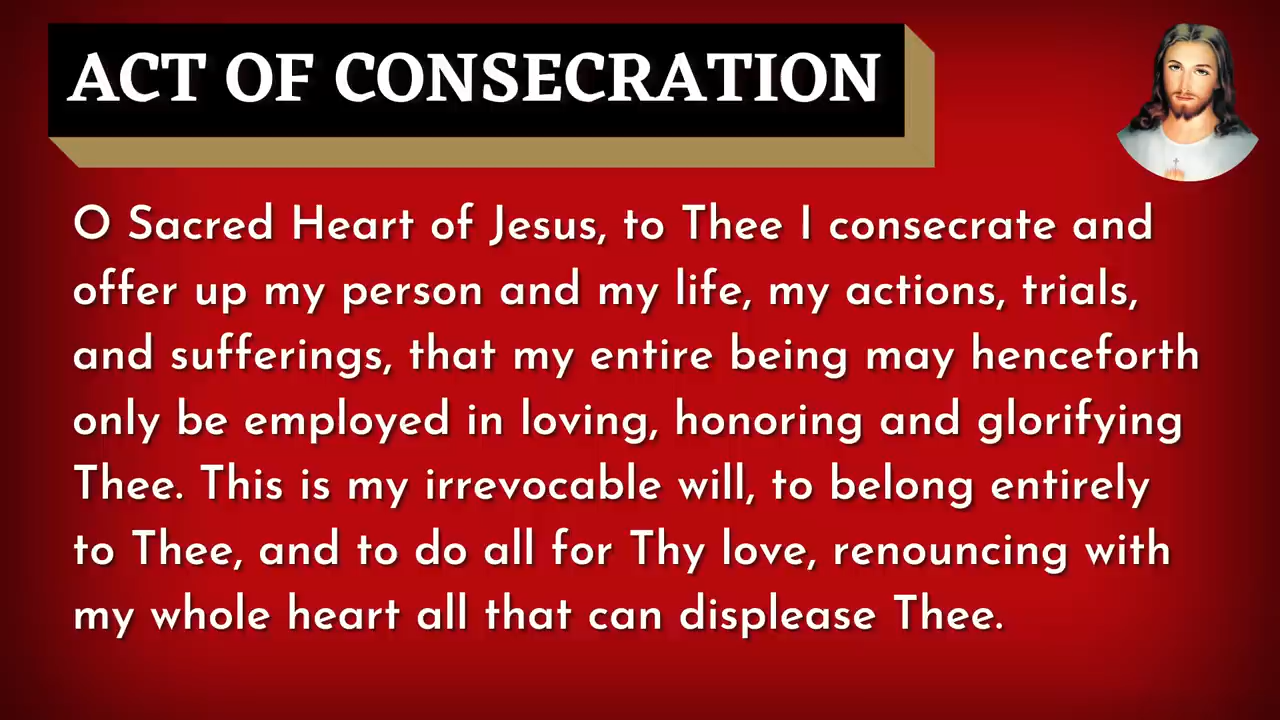 ACT OF CONSECRATION
O Sacred Heart of Jesus, to Thee I consecrate and
offer up my person and my life, my actions, trials,
and sufferings, that my entire being may henceforth
only be employed in loving, honoring and glorifying
Thee. This is my irrevocable will, to belong entirely
to Thee, and to do all for Thy love, renouncing with
my whole heart all that can displease Thee.